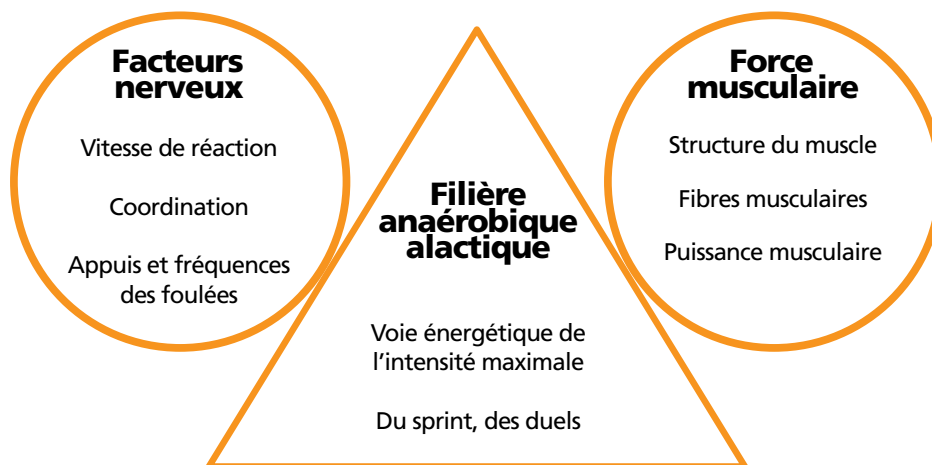 Facteurs
nerveux
Vitesse de réaction
Coordination
Appuis et fréquences
des foulées
Filière
anaérobique
alactique
Voie énergétique de
l'intensité maximale
Du sprint, des duels
Force
musculaire
Structure du muscle
Fibres musculaires
Puissance musculaire